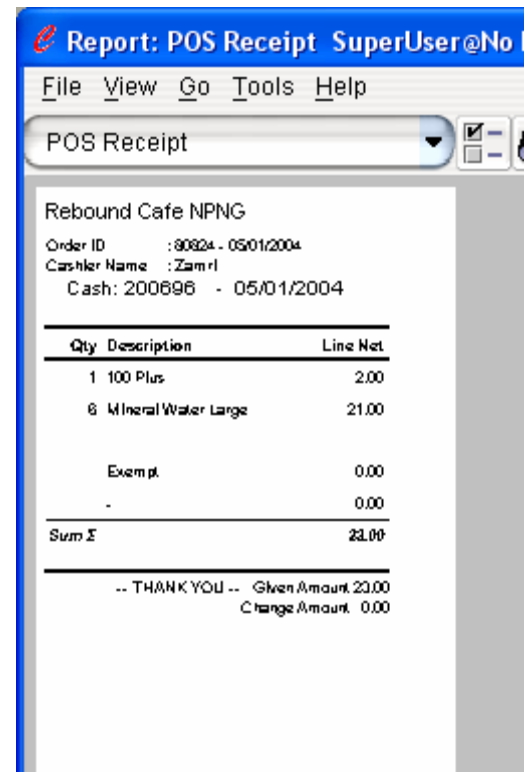 Report: POS Receipt SuperUser@No
File View Go Tools Help
POS Receipt
Rebound Cafe NPNG
Order ID : 80824 - 05/01/2004
Cashier Name : Zamri
Cash: 200696 - 05/01/2004
Qty Description Line Net
1 100 Plus 2.00
6 Mineral Water Large 21.00
Exempt 0.00
- 0.00
Sum Σ 23.00
-- THANK YOU -- Given Amount 23.00
Change Amount 0.00